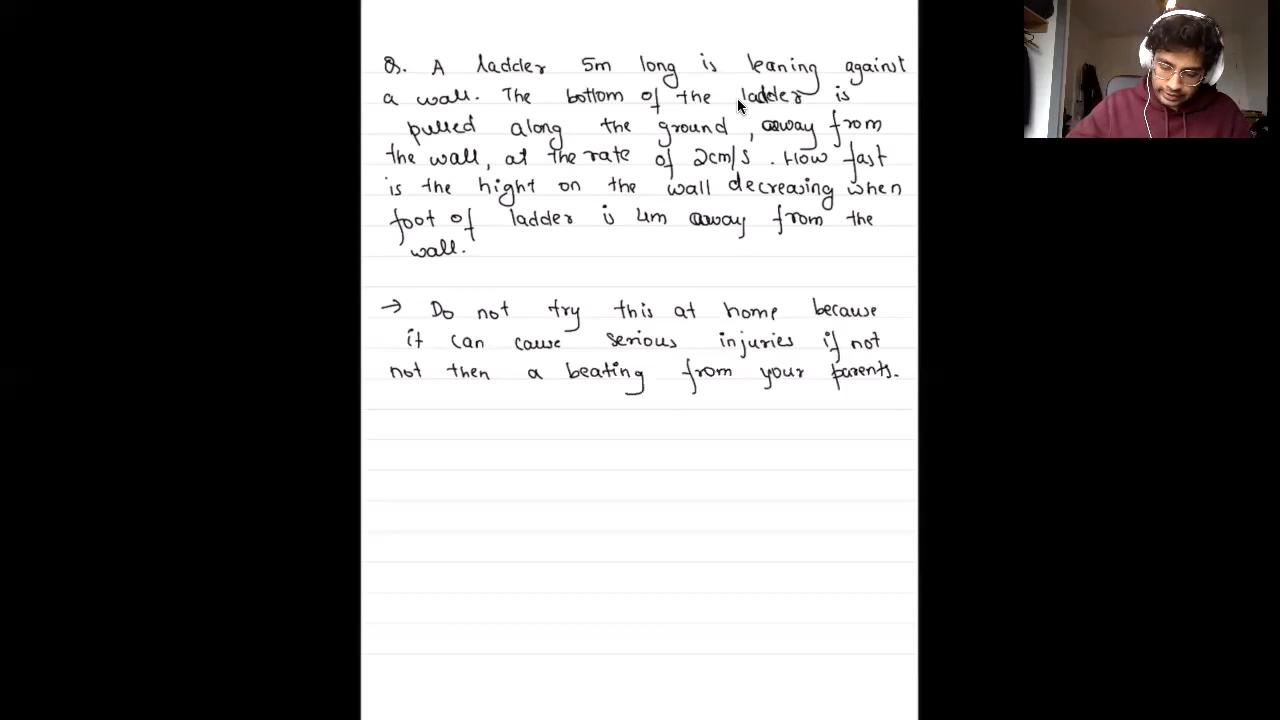 Q. A ladder 5m long is leaning against
a wall. The bottom of the ladder is
pulled along the ground, away from
the wall, at the rate of 2cm/s. How fast
is the hight on the wall decreasing when
foot of ladder is 4m away from the
wall.
→ Do not try this at home because
it can cause serious injuries if not
not then a beating from your parents.